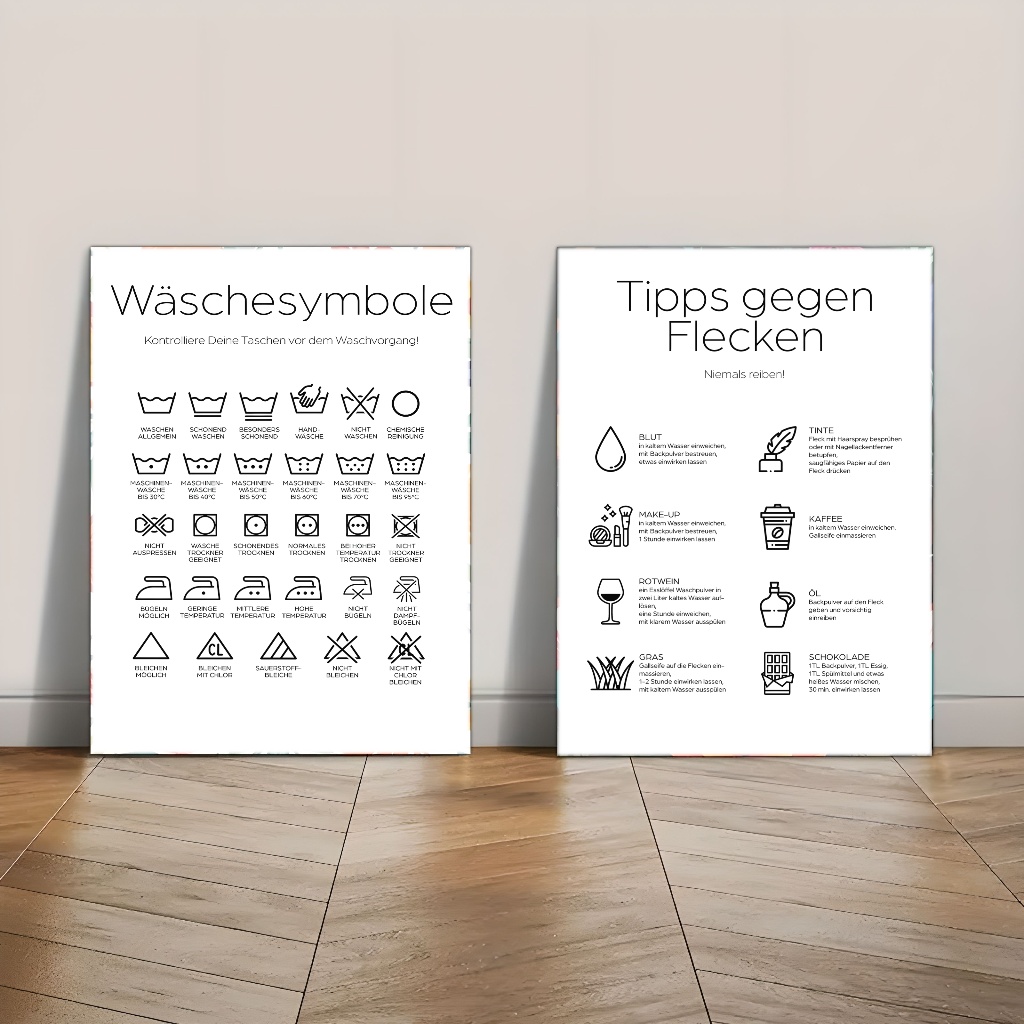 Wäschesymbole
Kontrolliere Deine Taschen vor dem Waschvorgang!
WASCHEN
ALLGEMEIN
SCHONEND
WASCHEN
BESONDERS
SCHONEND
HAND-
WÄSCHE
NICHT
WASCHEN
CHEMISCHE
REINIGUNG
MASCHINEN-
WÄSCHE
BIS 30°C
MASCHINEN-
WÄSCHE
BIS 40°C
MASCHINEN-
WÄSCHE
BIS 50°C
MASCHINEN-
WÄSCHE
BIS 60°C
MASCHINEN-
WÄSCHE
BIS 70°C
MASCHINEN-
WÄSCHE
BIS 95°C
NICHT
AUSPRESSEN
WÄSCHE
TROCKNER
GEEIGNET
SCHONENDES
TROCKNEN
NORMALES
TROCKNEN
BEI HOHER
TEMPERATUR
TROCKNEN
NICHT
TROCKNER
GEEIGNET
BÜGELN
MÖGLICH
GERINGE
TEMPERATUR
MITTLERE
TEMPERATUR
HOHE
TEMPERATUR
NICHT
BÜGELN
NICHT
DAMPF-
BÜGELN
CL
CL
BLEICHEN
MÖGLICH
BLEICHEN
MIT CHLOR
SAUERSTOFF-
BLEICHE
NICHT
BLEICHEN
NICHT MIT
CHLOR
BLEICHEN
Tipps gegen
Flecken
Niemals reiben!
BLUT
in kaltem Wasser einweichen,
mit Backpulver bestreuen,
etwas einwirken lassen
TINTE
Fleck mit Haarspray besprühen
oder mit Nagellackentferner
betupfen,
saugfähiges Papier auf den
Fleck drücken
MAKE-UP
in kaltem Wasser einweichen,
mit Backpulver bestreuen,
1 Stunde einwirken lassen
KAFFEE
in kaltem Wasser einweichen,
Gallseife einmassieren
ROTWEIN
ein Esslöffel Waschpulver in
zwei Liter kaltes Wasser auf-
lösen,
eine Stunde einweichen,
mit klarem Wasser ausspülen
ÖL
Backpulver auf den Fleck
geben und vorsichtig
einreiben
GRAS
Gallseife auf die Flecken ein-
massieren,
1-2 Stunde einwirken lassen,
mit kaltem Wasser ausspülen
SCHOKOLADE
1TL Backpulver, 1TL Essig,
1TL Spülmittel und etwas
heißes Wasser mischen,
30 min. einwirken lassen